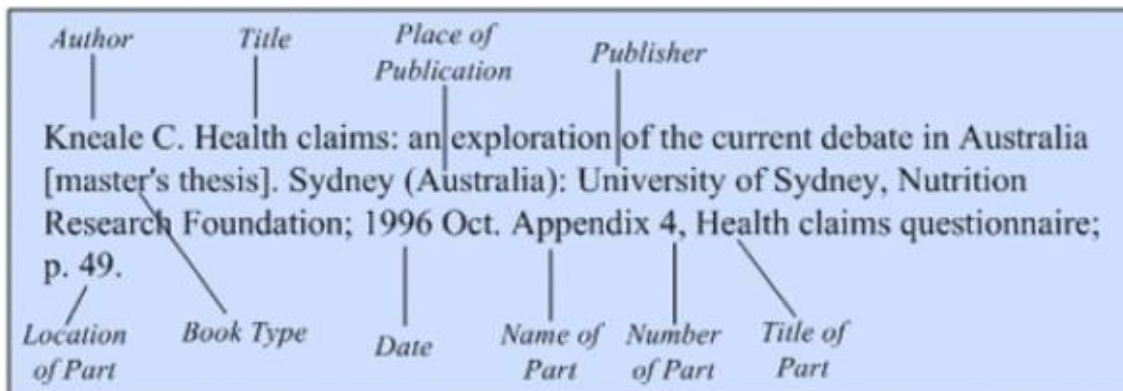 Author Title Place of Publication Publisher
Kneale C. Health claims: an exploration of the current debate in Australia
[master's thesis]. Sydney (Australia): University of Sydney, Nutrition
Research Foundation; 1996 Oct. Appendix 4, Health claims questionnaire;
p. 49.
Location of Part Book Type Date Name of Part Number of Part Title of Part